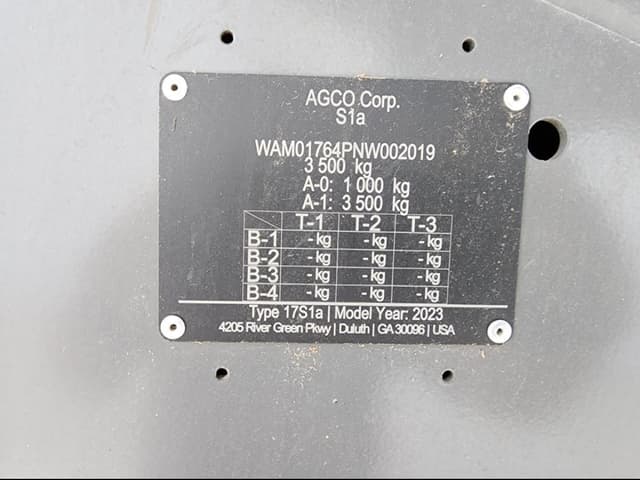 AGCO Corp.
S1a
WAM01764PNW002019
3 500 kg
A-0: 1 000 kg
A-1: 3 500 kg
T-1 T-2 T-3
B-1 - kg - kg - kg
B-2 - kg - kg - kg
B-3 - kg - kg - kg
B-4 - kg - kg - kg
Type 17S1a | Model Year: 2023
4205 River Green Pkwy | Duluth | GA 30096 | USA